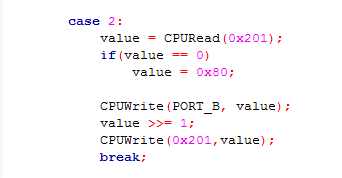 case 2:
value = CPURead(0x201);
if(value == 0)
value = 0x80;
CPUWrite(PORT_B, value);
value >>= 1;
CPUWrite(0x201,value);
break;